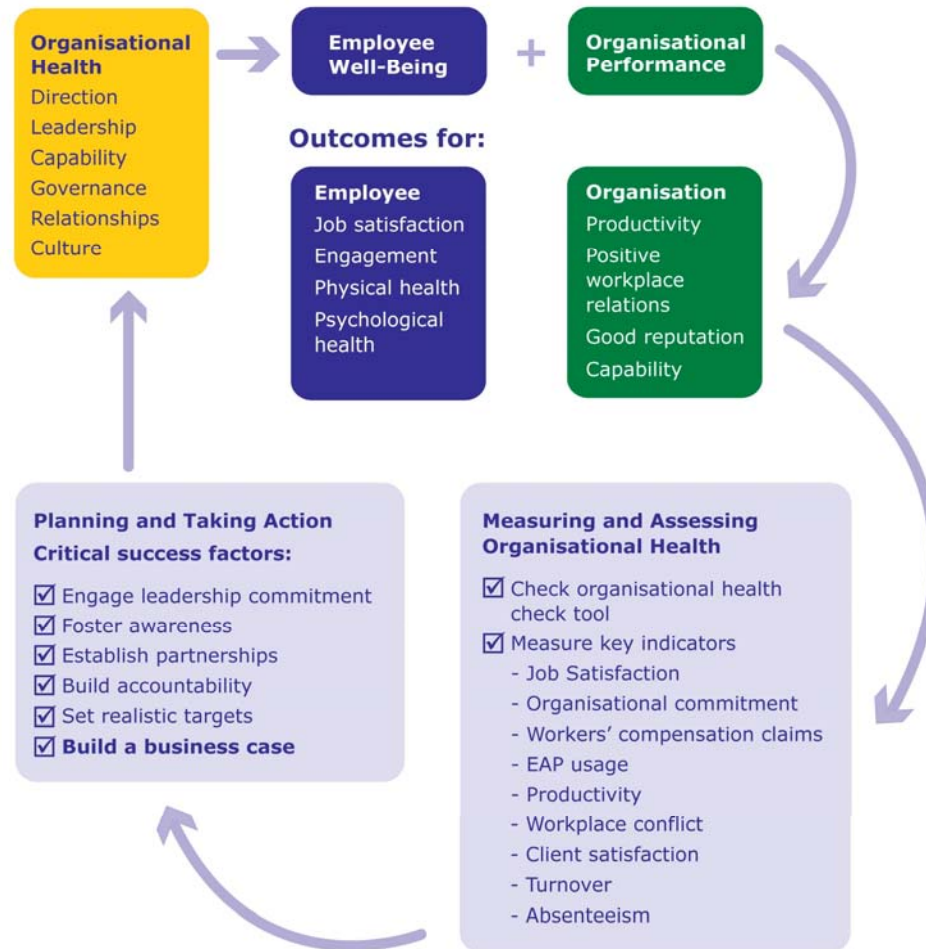 Organisational
Health
Direction
Leadership
Capability
Governance
Relationships
Culture
Employee
Well-Being
+
Organisational
Performance
Outcomes for:
Employee
Job satisfaction
Engagement
Physical health
Psychological
health
Organisation
Productivity
Positive
workplace
relations
Good reputation
Capability
Planning and Taking Action
Critical success factors:
Engage leadership commitment
Foster awareness
Establish partnerships
Build accountability
Set realistic targets
Build a business case
Measuring and Assessing
Organisational Health
Check organisational health
check tool
Measure key indicators
- Job Satisfaction
- Organisational commitment
- Workers' compensation claims
- EAP usage
- Productivity
- Workplace conflict
- Client satisfaction
- Turnover
- Absenteeism